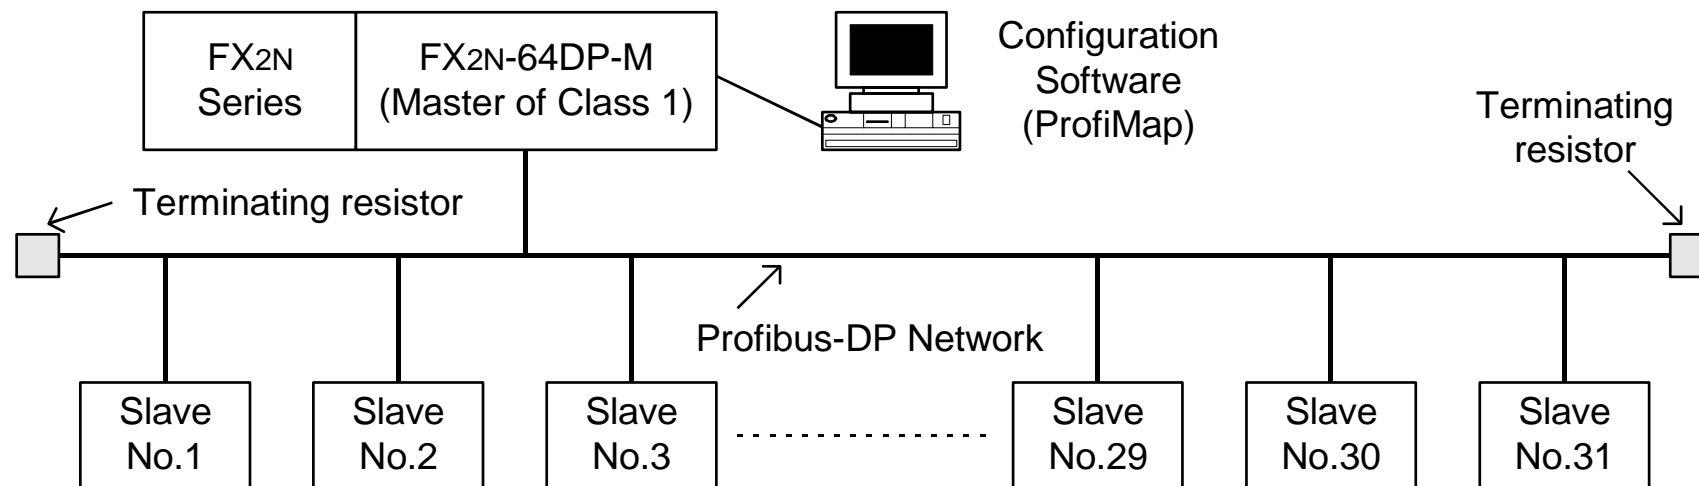 FX2N
Series
FX2N-64DP-M
(Master of Class 1)
Configuration
Software
(ProfiMap)
Terminating
resistor
Terminating resistor
Profibus-DP Network
Slave
No.1
Slave
No.2
Slave
No.3
Slave
No.29
Slave
No.30
Slave
No.31